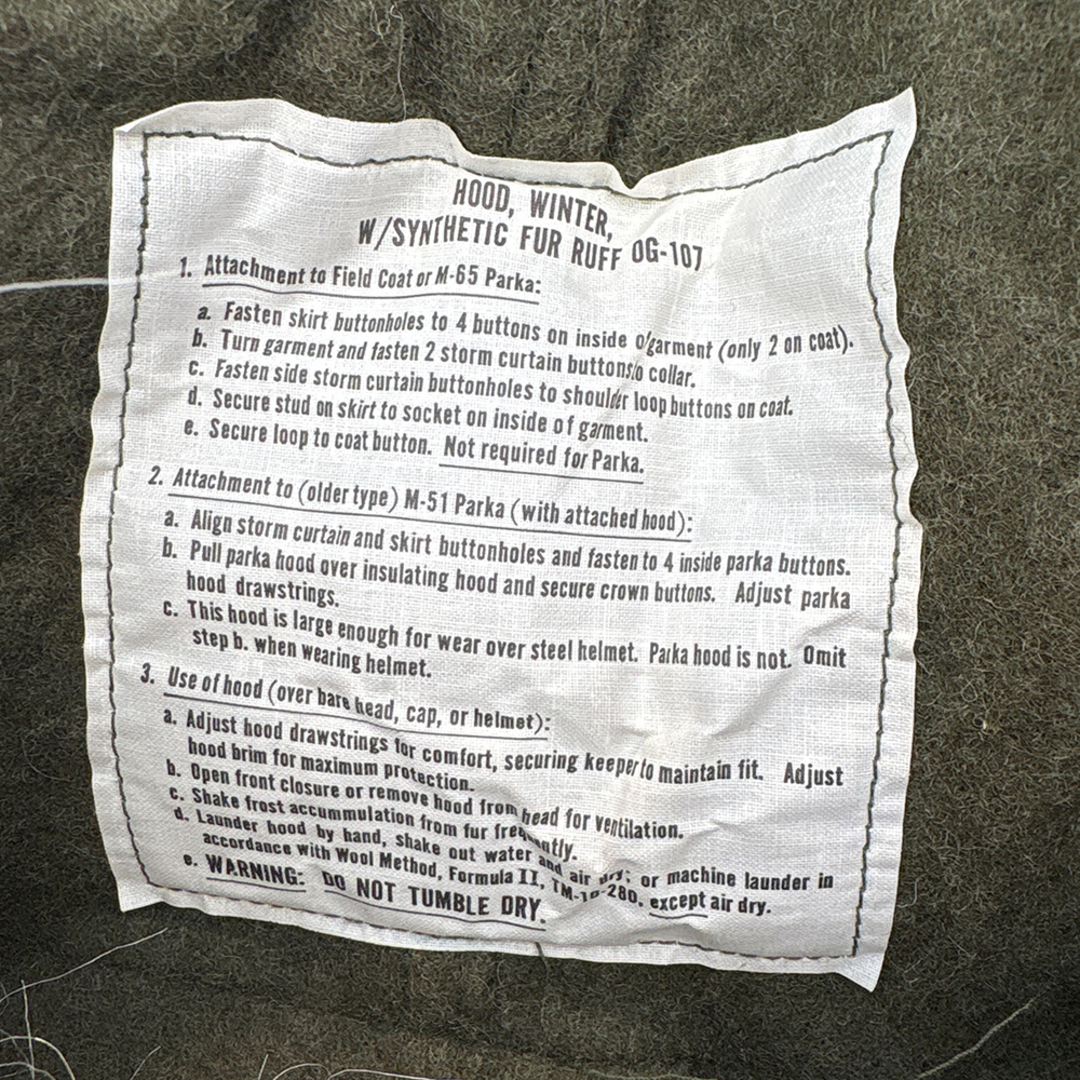 HOOD, WINTER,
W/SYNTHETIC FUR RUFF OG-107
1. Attachment to Field Coat or M-65 Parka:
a. Fasten skirt buttonholes to 4 buttons on inside o'garment (only 2 on coat).
b. Turn garment and fasten 2 storm curtain buttons collar.
c. Fasten side storm curtain buttonholes to shoulder loop buttons on coat.
d. Secure stud on skirt to socket on inside of garment.
e. Secure loop to coat button. Not required for Parka.
2. Attachment to (older type) M-51 Parka (with attached hood):
a. Align storm curtain and skirt buttonholes and fasten to 4 inside parka buttons.
b. Pull parka hood over insulating hood and secure crown buttons. Adjust parka
hood drawstrings.
c. This hood is large enough for wear over steel helmet. Parka hood is not. Omit
step b. when wearing helmet.
3. Use of hood (over bare head, cap, or helmet):
a. Adjust hood drawstrings for comfort, securing keeper to maintain fit. Adjust
hood brim for maximum protection.
b. Open front closure or remove hood from head for ventilation.
c. Shake frost accummulation from fur frequently.
d. Launder hood by hand, shake out water and air dry; or machine launder in
accordance with Wool Method, Formula II, TM-10-280, except air dry.
e. WARNING: DO NOT TUMBLE DRY.